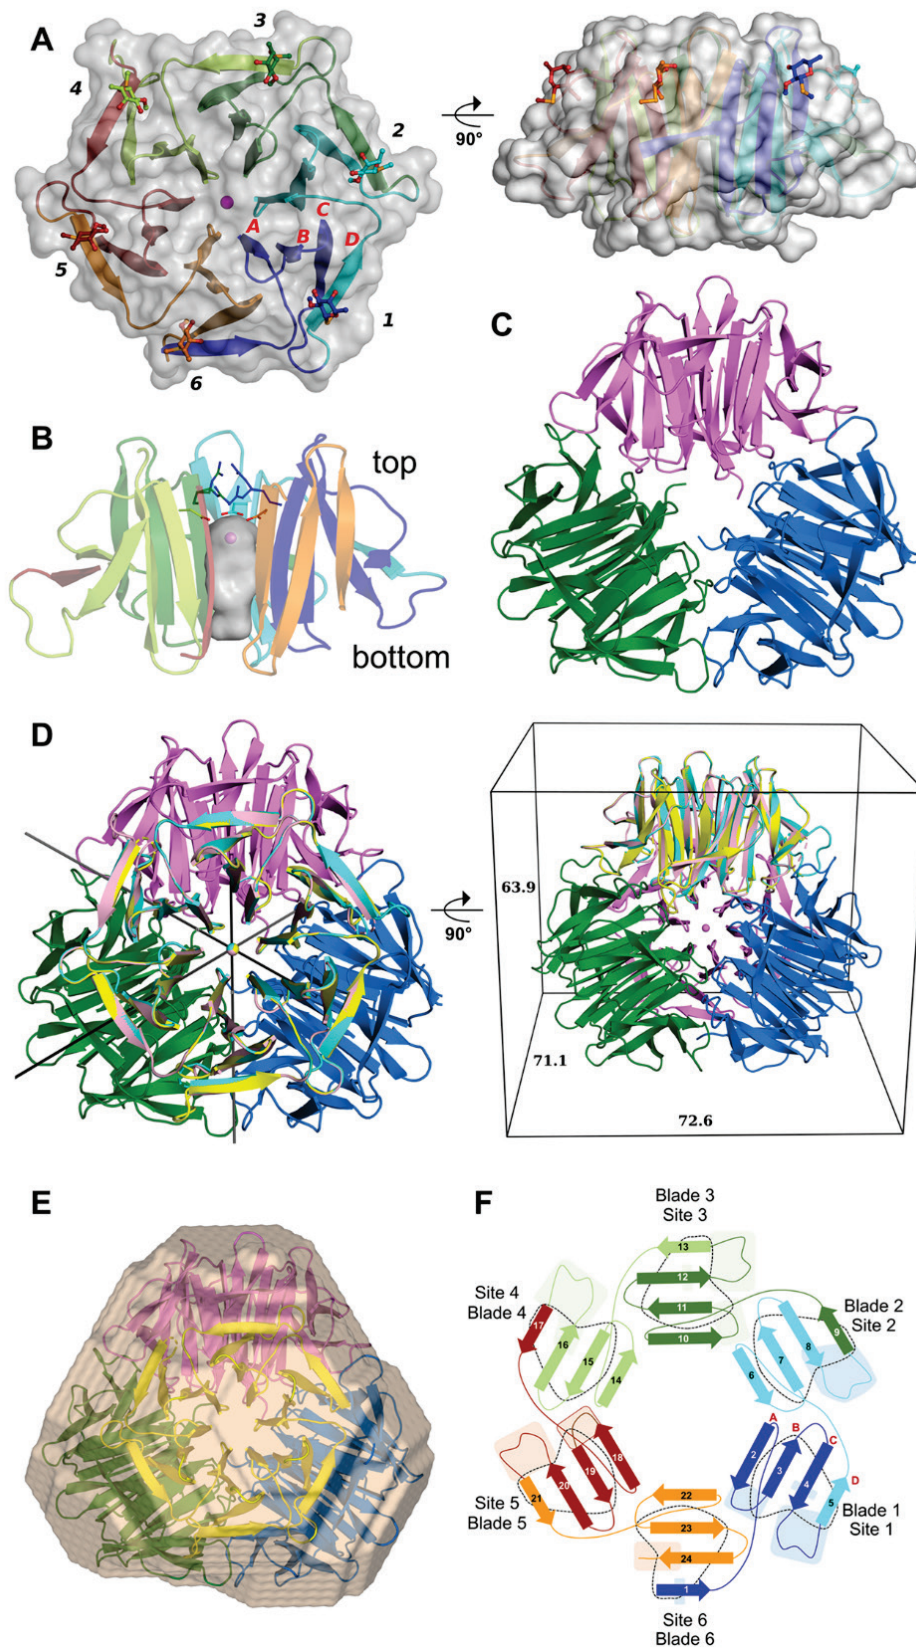 A
3
4
2
C
A
B
D
5
1
6
90°
B
top
bottom
C
D
90°
63.9
71.1
72.6
E
F
Blade 3
Site 3
13
12
11
10
Site 4
Blade 4
17
16
15
14
Blade 2
Site 2
9
8
7
6
A
B
C
D
2
3
4
5
Blade 1
Site 1
18
19
20
21
Site 5
Blade 5
22
23
24
1
Site 6
Blade 6